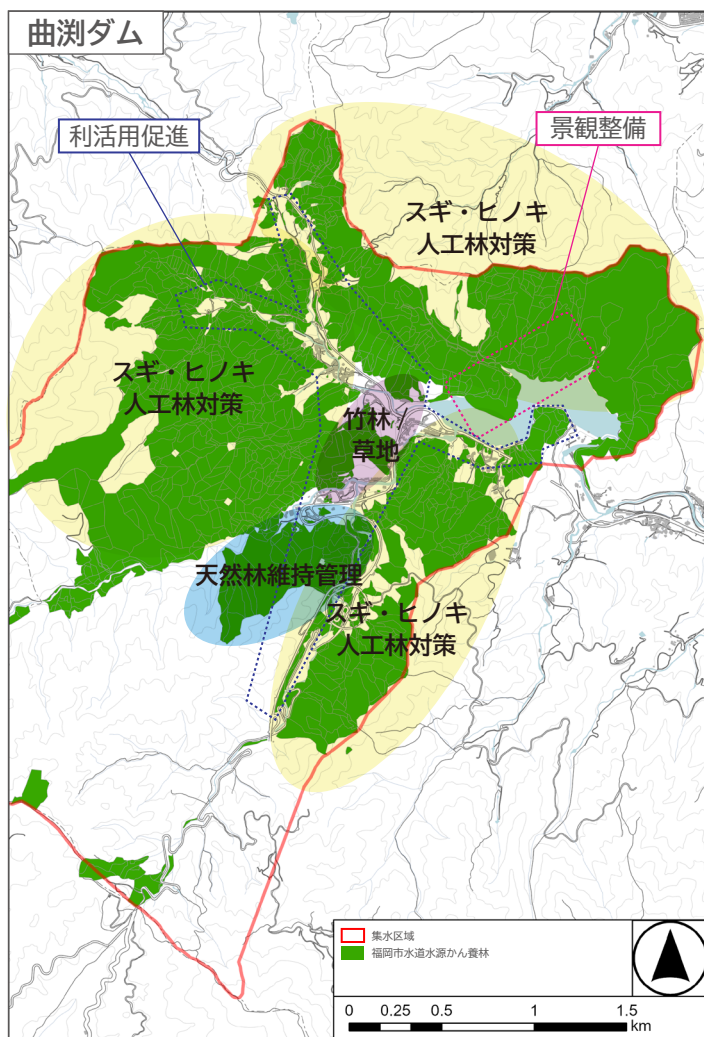 曲渕ダム
利活用促進
景観整備
スギ・ヒノキ
人工林対策
スギ・ヒノキ
人工林対策
竹林 /
草地
天然林維持管理
スギ・ヒノキ
人工林対策
集水区域
福岡市水道水源かん養林
0 0.25 0.5 1 1.5
km